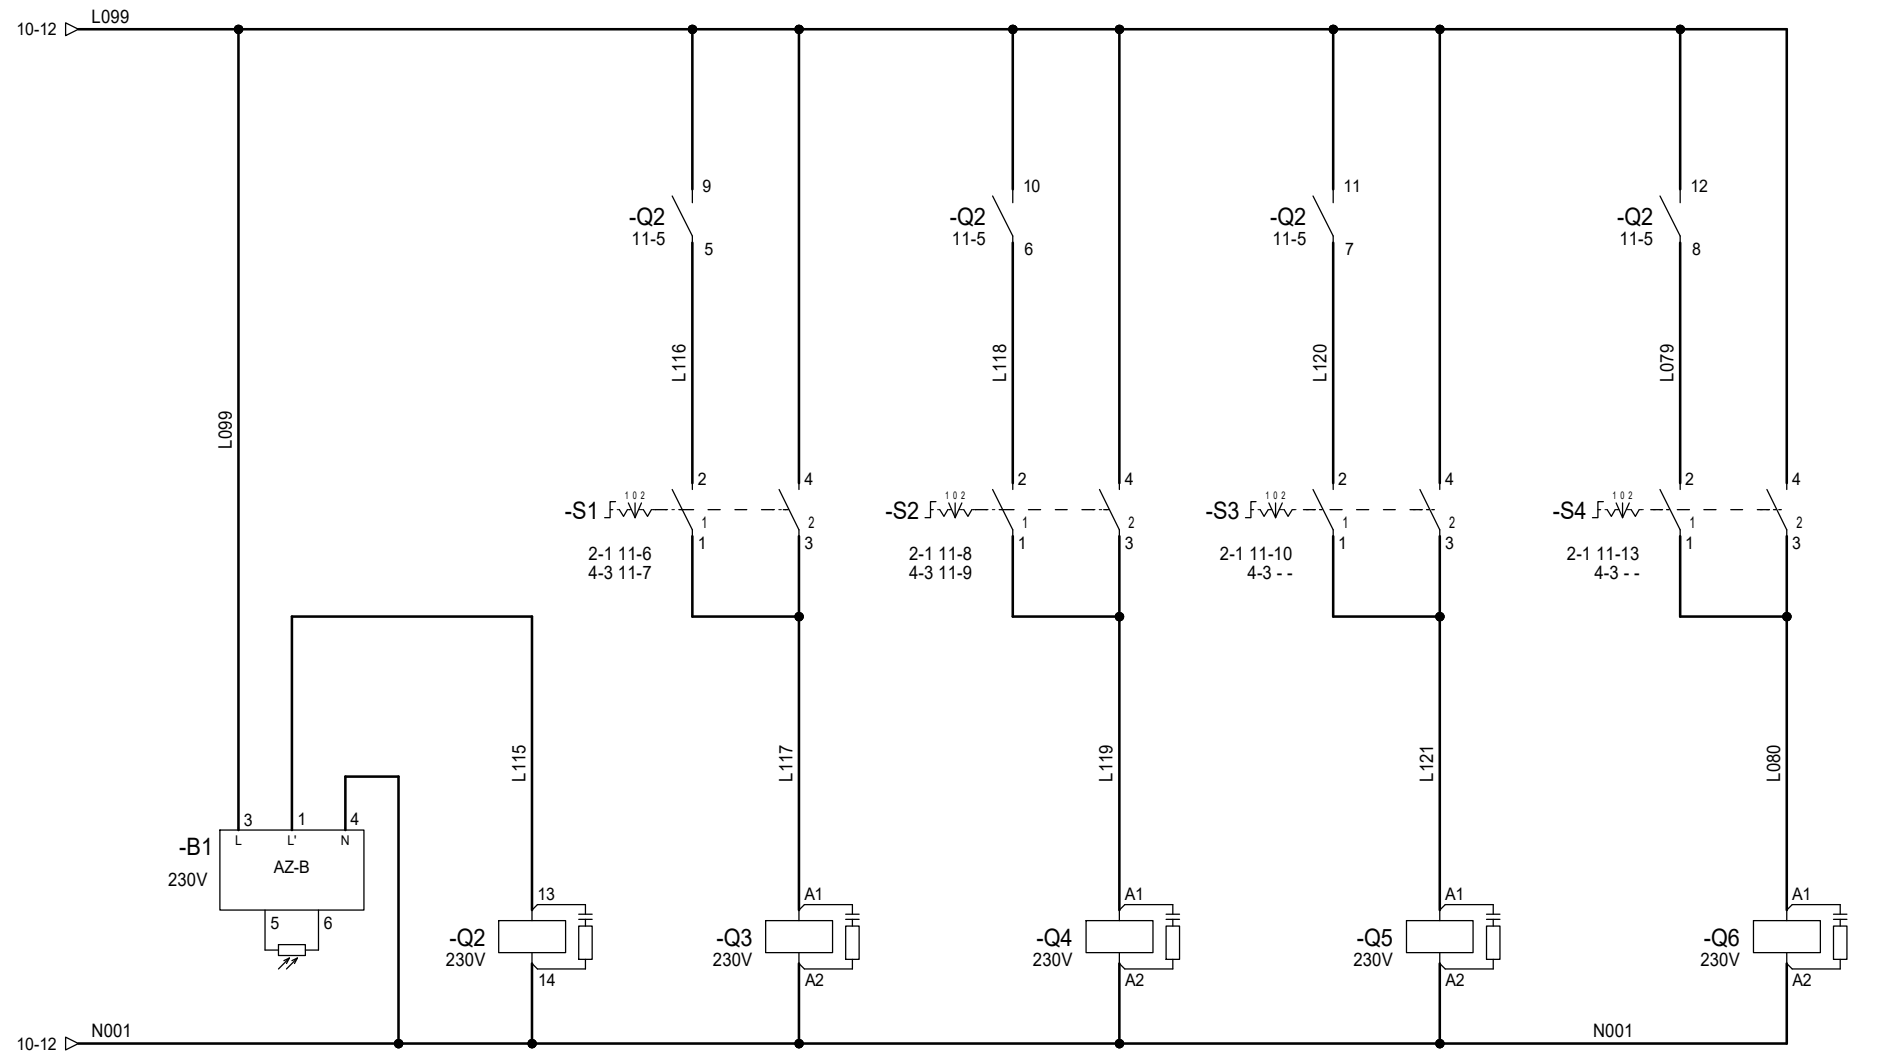 L099
10-12
9
10
11
12
-Q2
-Q2
-Q2
-Q2
11-5
11-5
11-5
11-5
5
6
7
8
L116
L118
L120
L079
L099
2
4
2
4
2
4
2
4
1 0 2
1 0 2
1 0 2
1 0 2
-S1
1
2
-S2
1
2
-S3
1
2
-S4
1
2
1
3
1
3
1
3
1
3
2-1 11-6
2-1 11-8
2-1 11-10
2-1 11-13
4-3 11-7
4-3 11-9
4-3 - -
4-3 - -
L115
L117
L119
L121
L080
3
1
4
L
L'
N
-B1
AZ-B
230V
13
A1
A1
A1
A1
5
6
-Q2
-Q3
-Q4
-Q5
-Q6
230V
230V
230V
230V
230V
14
A2
A2
A2
A2
N001
N001
10-12